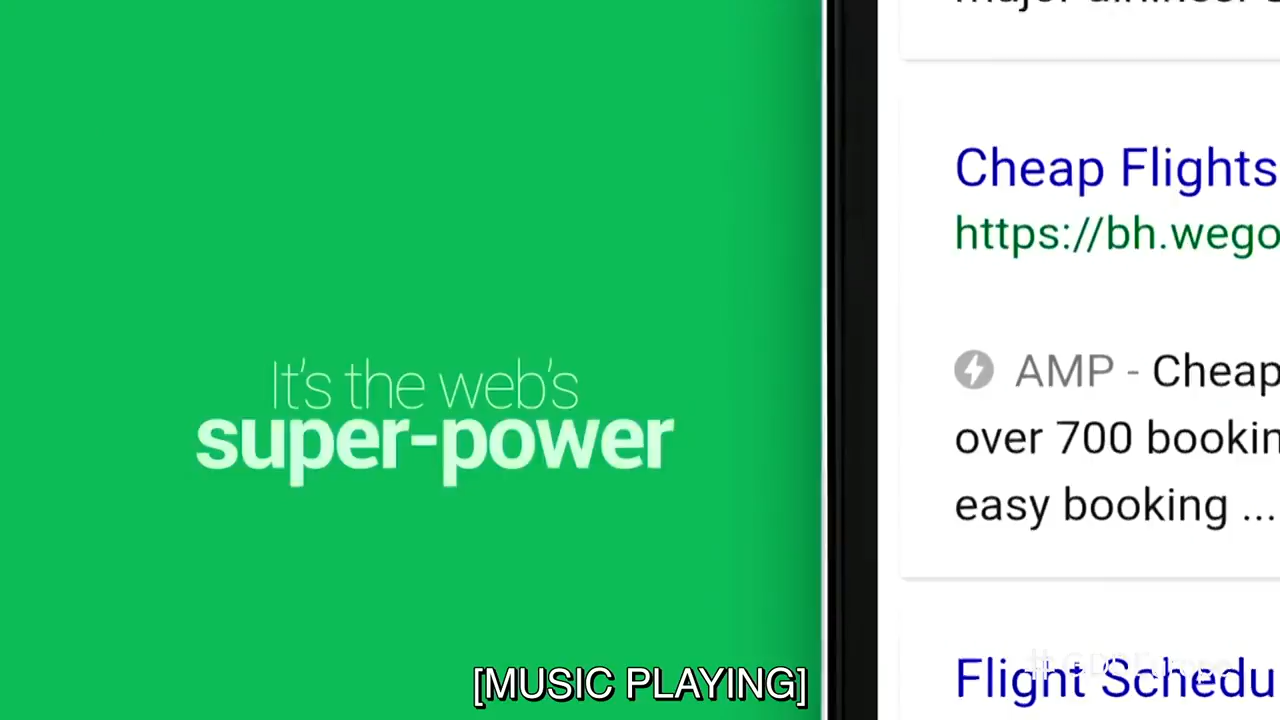 It's the web's
super-power
[MUSIC PLAYING]
Cheap Flights
https://bh.wego
AMP - Cheap
over 700 bookin
easy booking ...
Flight Schedu